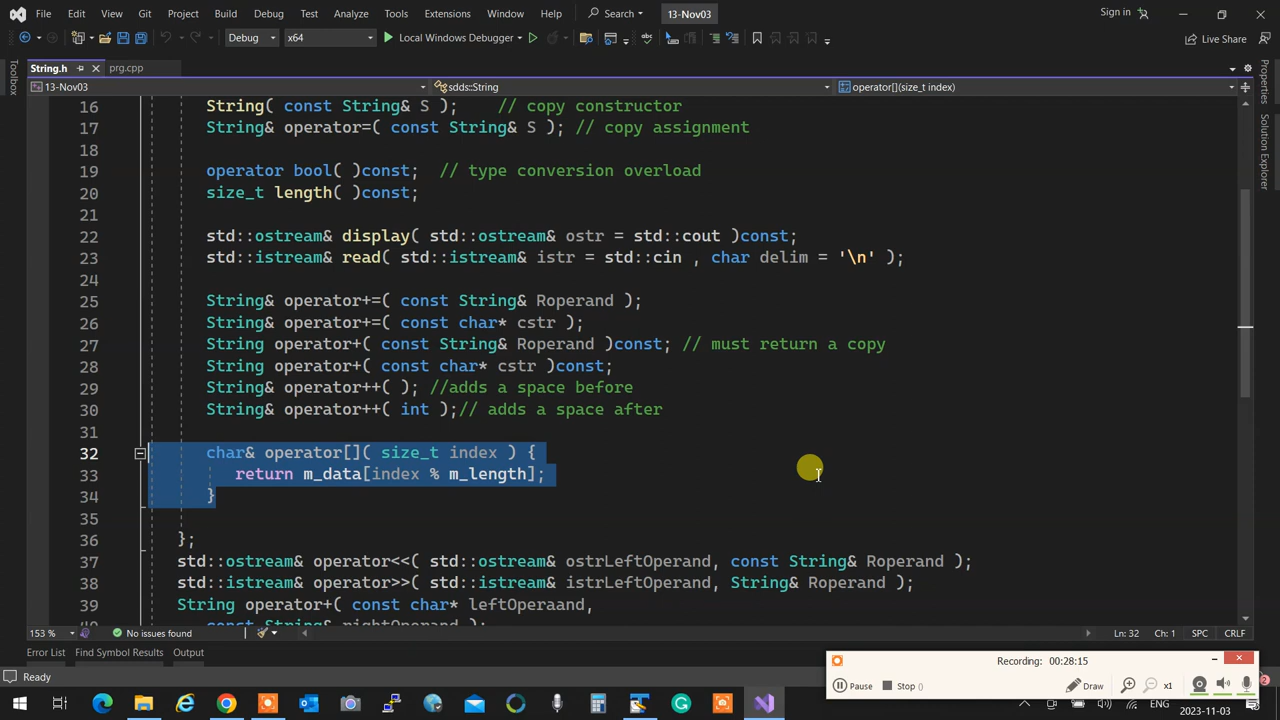 File Edit View Git Project Build Debug Test Analyze Tools Extensions Window Help Search 13-Nov03 Sign in
Debug x64 Local Windows Debugger Live Share
String.h prg.cpp
13-Nov03 sdds::String operator[](size_t index)
Toolbox
Properties
Solution Explorer
16 String( const String& S ); // copy constructor
17 String& operator=( const String& S ); // copy assignment
18
19 operator bool( )const; // type conversion overload
20 size_t length( )const;
21
22 std::ostream& display( std::ostream& ostr = std::cout )const;
23 std::istream& read( std::istream& istr = std::cin , char delim = '\n' );
24
25 String& operator+=( const String& Roperand );
26 String& operator+=( const char* cstr );
27 String operator+( const String& Roperand )const; // must return a copy
28 String operator+( const char* cstr )const;
29 String& operator++( ); //adds a space before
30 String& operator++( int );// adds a space after
31
32 char& operator[]( size_t index ) {
33 return m_data[index % m_length];
34 }
35
36 };
37 std::ostream& operator<<( std::ostream& ostrLeftOperand, const String& Roperand );
38 std::istream& operator>>( std::istream& istrLeftOperand, String& Roperand );
39 String operator+( const char* leftOperaand,
const String& rightOperand );
153 % No issues found Ln: 32 Ch: 1 SPC CRLF
Error List Find Symbol Results Output
Ready
Recording: 00:28:15
Pause Stop () Draw x1
2
2023-11-03